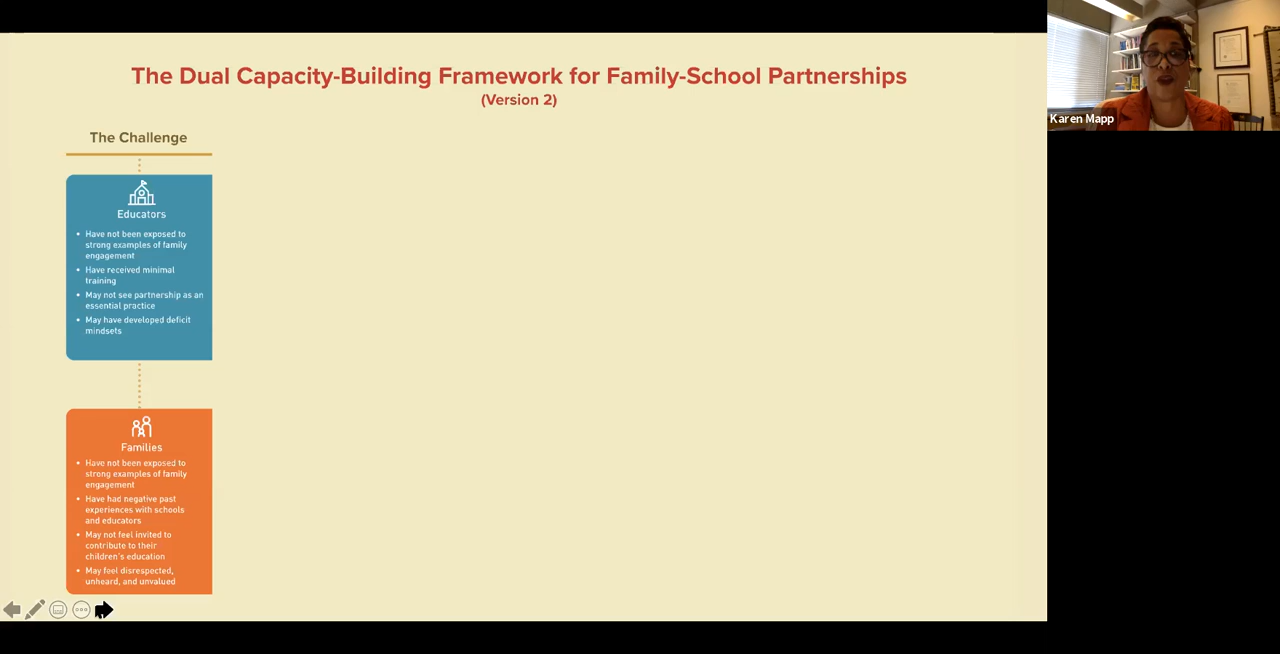 The Dual Capacity-Building Framework for Family-School Partnerships
(Version 2)
The Challenge
Educators
• Have not been exposed to
strong examples of family
engagement
• Have received minimal
training
• May not see partnership as an
essential practice
• May have developed deficit
mindsets
Families
• Have not been exposed to
strong examples of family
engagement
• Have had negative past
experiences with schools
and educators
• May not feel invited to
contribute to their
children's education
• May feel disrespected,
unheard, and unvalued
Karen Mapp